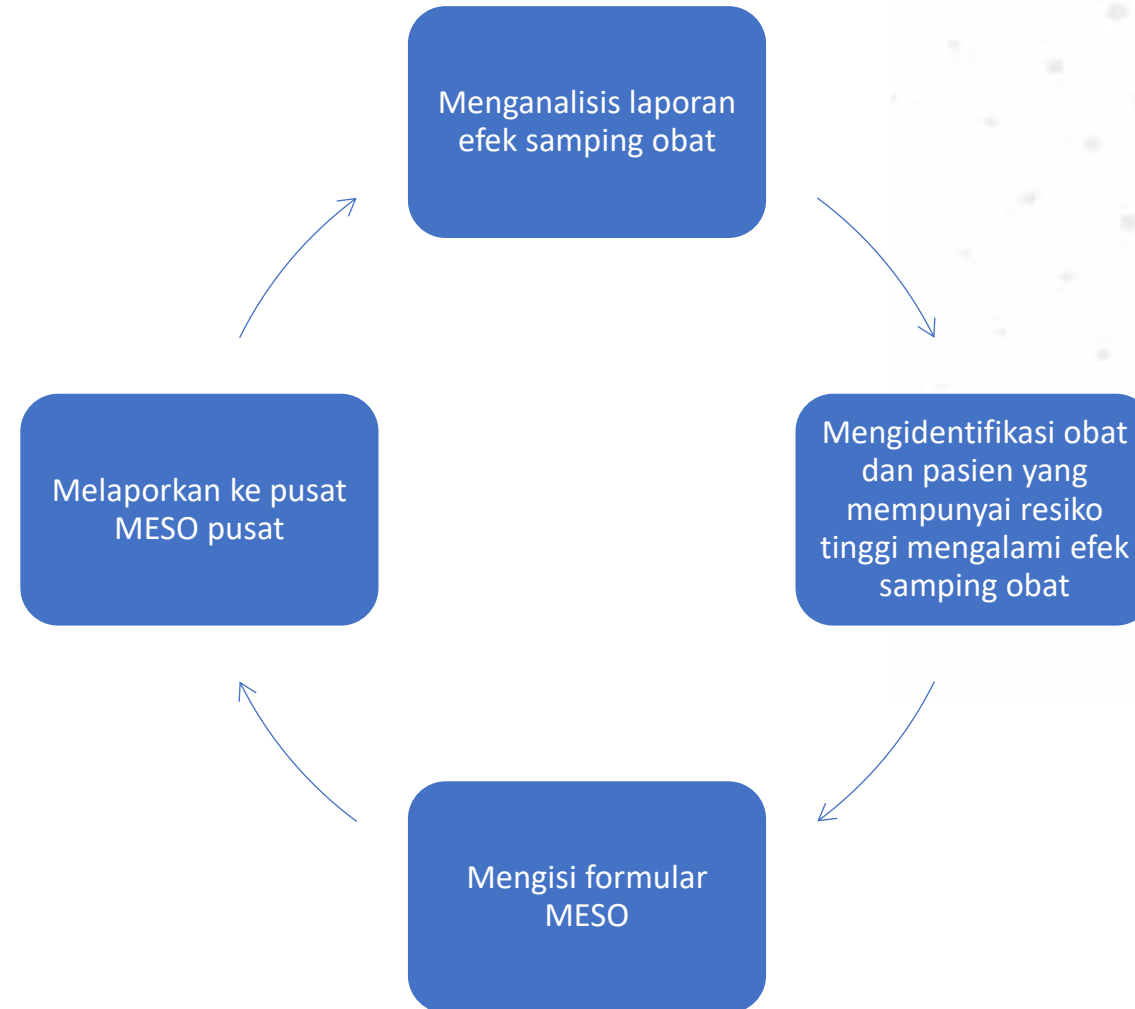 Menganalisis laporan
efek samping obat
Mengidentifikasi obat
dan pasien yang
mempunyai resiko
tinggi mengalami efek
samping obat
Mengisi formular
MESO
Melaporkan ke pusat
MESO pusat